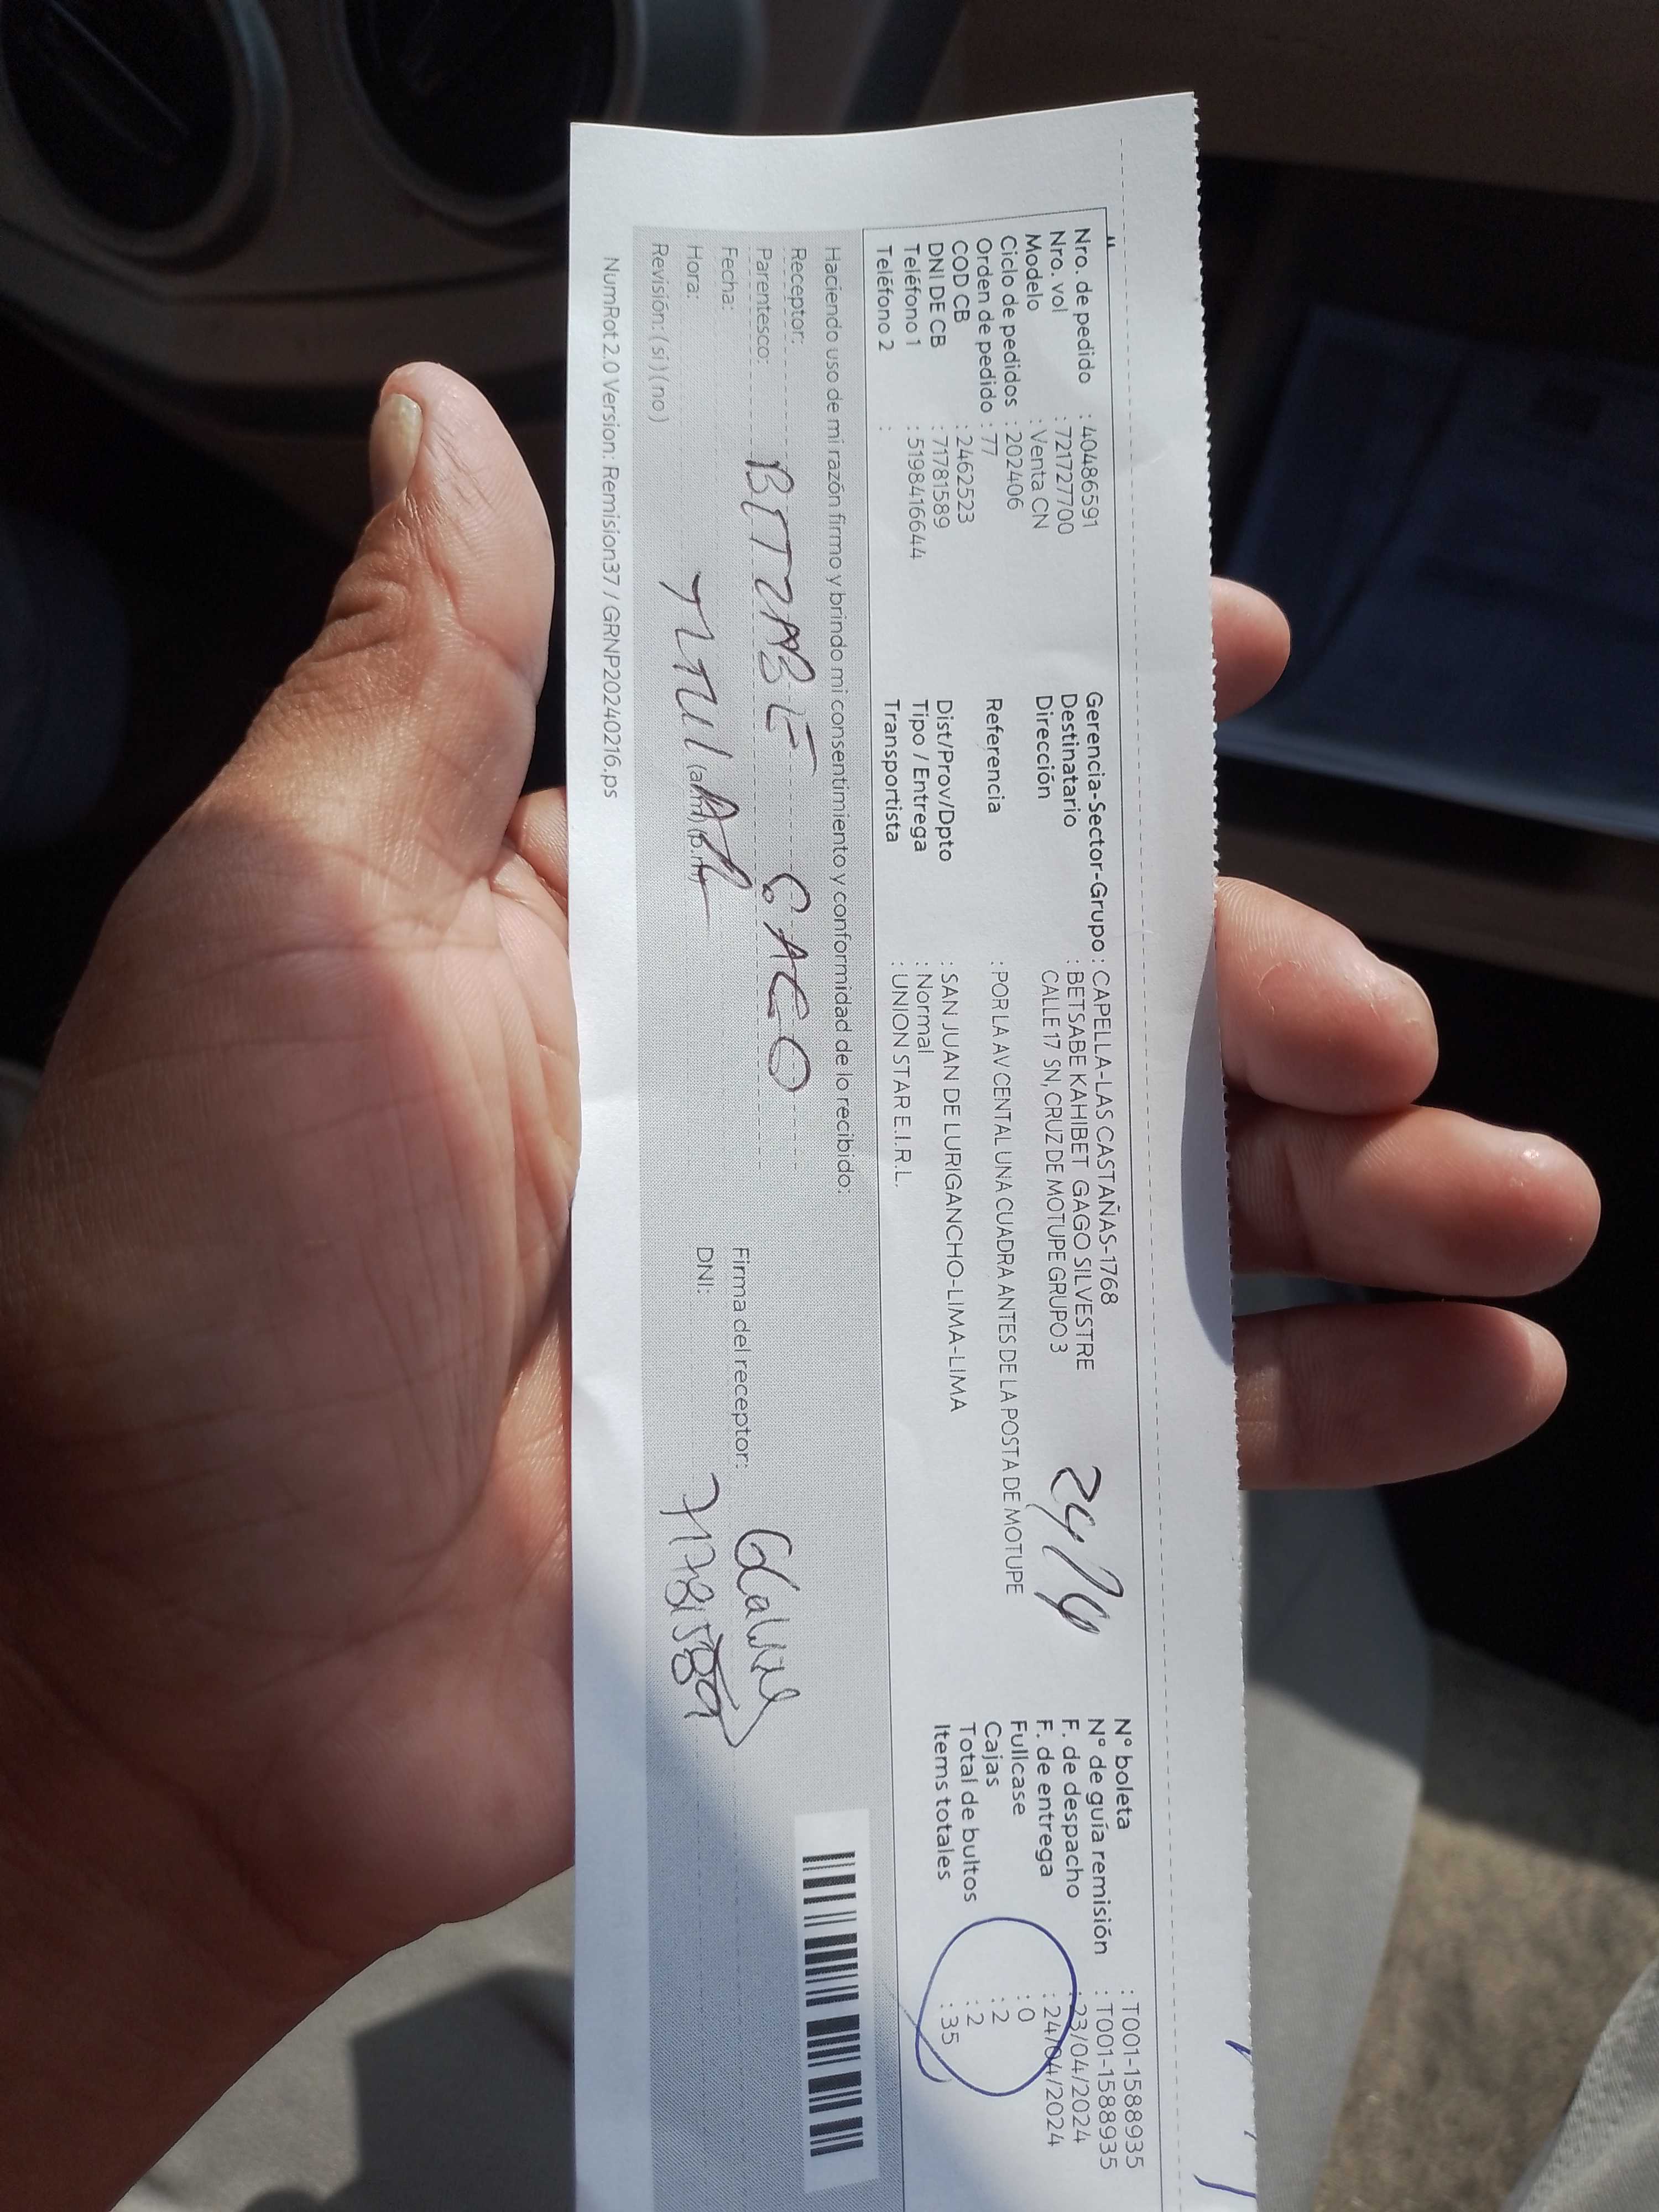 Nro. de pedido : 40486591
Nro. vol : 721727700
Modelo : Venta CN
Ciclo de pedidos : 202406
Orden de pedido : 77
COD CB : 2462523
DNI DE CB : 71781589
Teléfono 1 : 51984166 44
Teléfono 2 :
Gerencia-Sector-Grupo : CAPELLA-LAS CASTAÑAS-1768
Destinatario : BETSABE KAHIBET GAGO SILVESTRE
Dirección CALLE 17 SN, CRUZ DE MOTUPE GRUPO 3
Referencia : POR LA AV CENTAL UNA CUADRA ANTES DE LA POSTA DE MOTUPE
Dist/Prov/Dpto : SAN JUAN DE LURIGANCHO-LIMA-LIMA
Tipo / Entrega : Normal
Transportista : UNION STAR E.I.R.L.
24/4
N° boleta : T001-1588935
N° de guía remisión : T001-1588935
F. de despacho : 23/04/2024
F. de entrega : 24/04/2024
Fullcase : 0
Cajas : 2
Total de bultos : 2
Items totales : 35
Haciendo uso de mi razón firmo y brindo mi consentimiento y conformidad de lo recibido:
Receptor:
Parentesco: GAGO
Fecha:
Hora:
Revisión: (si) (no)
Firma del receptor:
DNI: 71781589
NumRot2.0 Version: Remision37 / GRNP20240216.ps